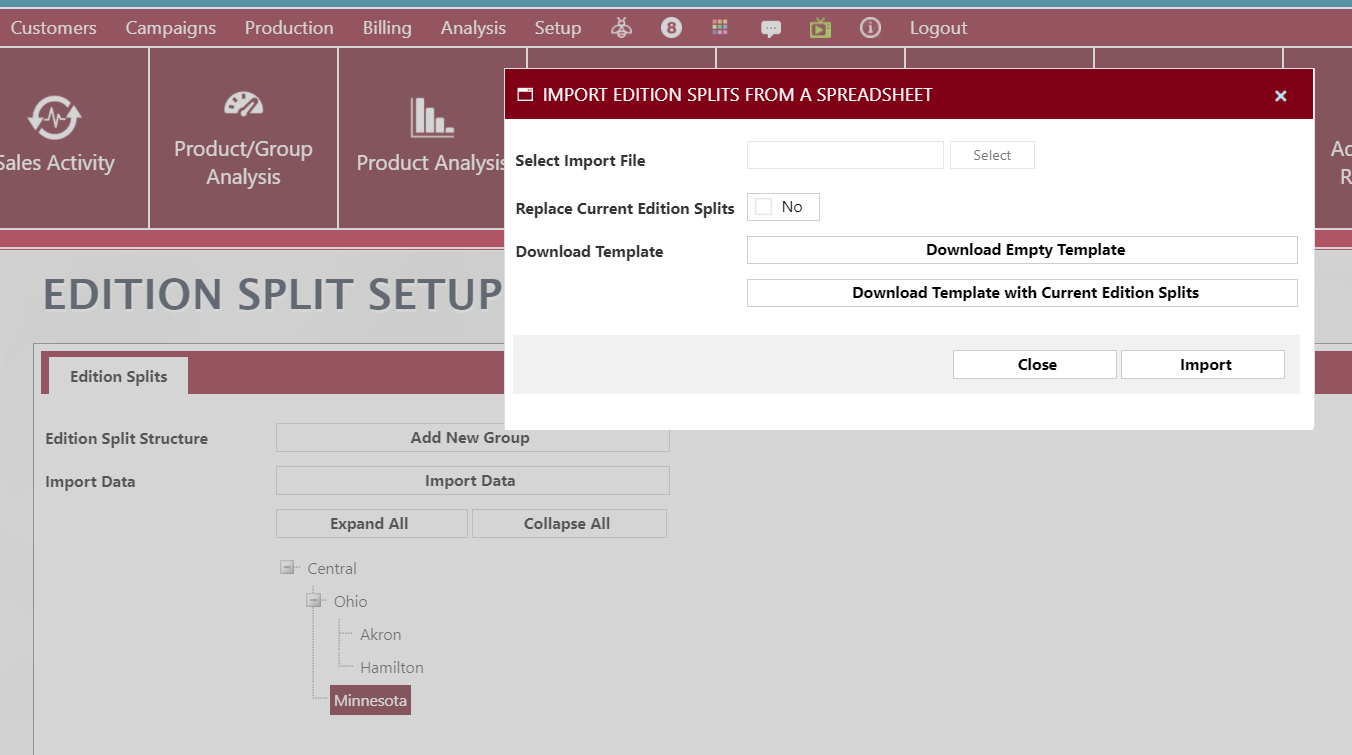 Customers Campaigns Production Billing Analysis Setup 8 Logout
Sales Activity
Product/Group
Analysis
Product Analysis
IMPORT EDITION SPLITS FROM A SPREADSHEET
Select Import File Select
Replace Current Edition Splits No
Download Template Download Empty Template
Download Template with Current Edition Splits
Close Import
EDITION SPLIT SETUP
Edition Splits
Edition Split Structure Add New Group
Import Data Import Data
Expand All Collapse All
Central
Ohio
Akron
Hamilton
Minnesota